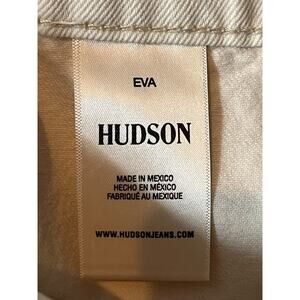 EVA
HUDSON
MADE IN MEXICO
HECHO EN MÉXICO
FABRIQUÉ AU MEXIQUE
WWW.HUDSONJEANS.COM